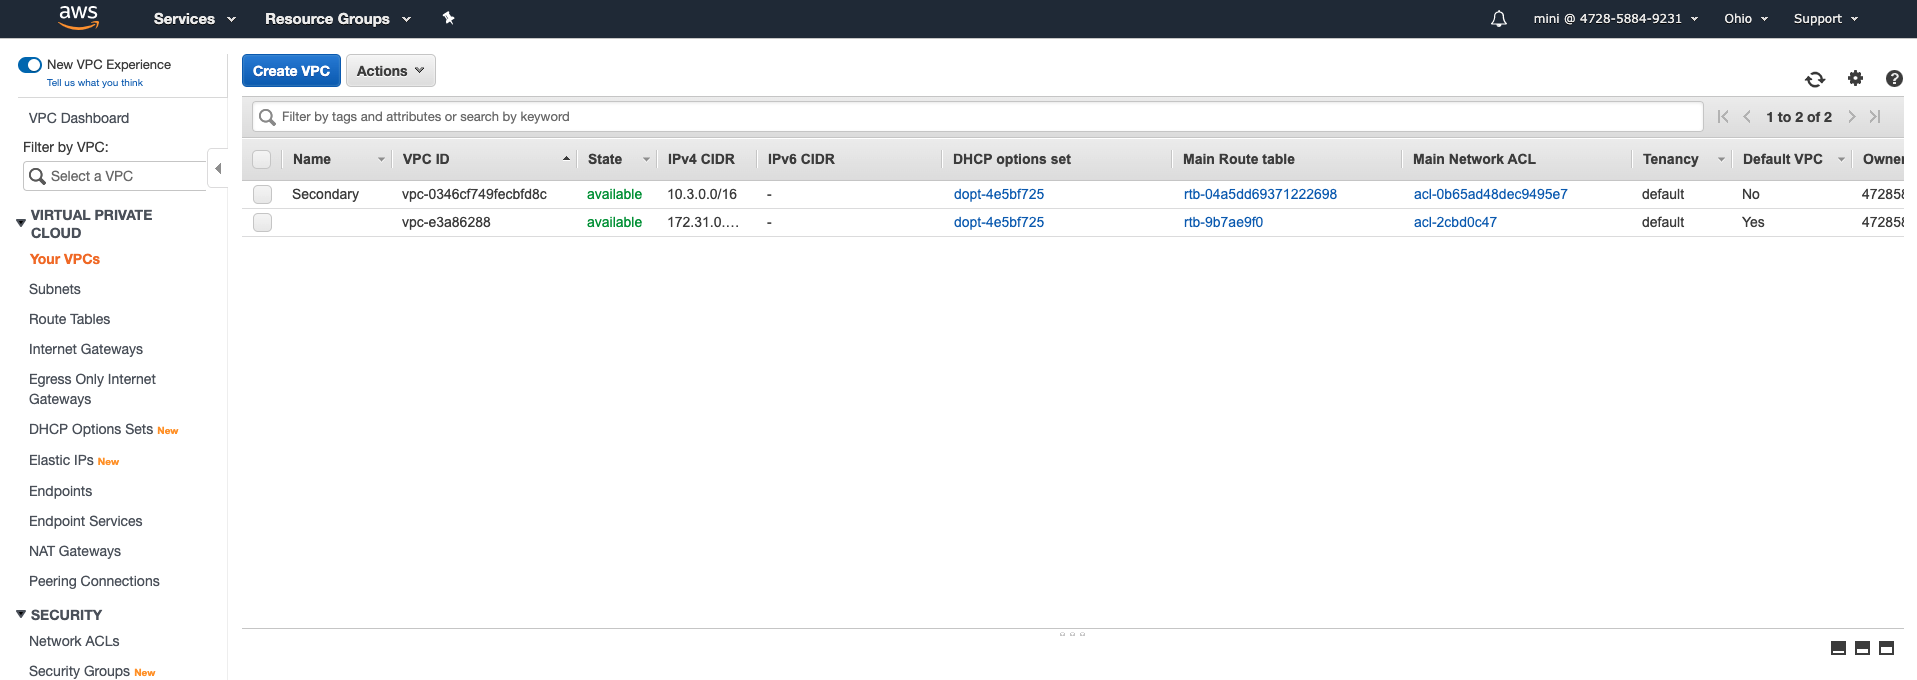 aws Services Resource Groups mini @ 4728-5884-9231 Ohio Support
New VPC Experience
Tell us what you think
VPC Dashboard
Filter by VPC:
Select a VPC
VIRTUAL PRIVATE
CLOUD
Your VPCs
Subnets
Route Tables
Internet Gateways
Egress Only Internet
Gateways
DHCP Options Sets New
Elastic IPs New
Endpoints
Endpoint Services
NAT Gateways
Peering Connections
SECURITY
Network ACLs
Security Groups New
Create VPC Actions
Filter by tags and attributes or search by keyword 1 to 2 of 2
Name VPC ID State IPv4 CIDR IPv6 CIDR DHCP options set Main Route table Main Network ACL Tenancy Default VPC Owner
Secondary vpc-0346cf749fecbfd8c available 10.3.0.0/16 - dopt-4e5bf725 rtb-04a5dd69371222698 acl-0b65ad48dec9495e7 default No 47285
vpc-e3a86288 available 172.31.0.... - dopt-4e5bf725 rtb-9b7ae9f0 acl-2cbd0c47 default Yes 47285